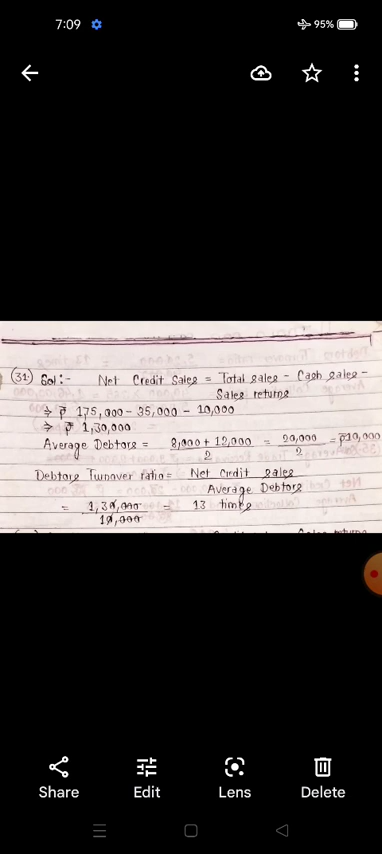 7:09
95%
(31) Sol:- Net Credit Sales = Total sales - Cash sales -
Sales returns
⇒ ₹ 175,000 - 35,000 - 10,000
⇒ ₹ 1,30,000
Average Debtors = 8,000 + 12,000 / 2 = 20,000 / 2 = ₹10,000
Debtors Turnover ratio = Net Credit sales / Average Debtors
= 1,30,000 / 10,000 = 13 times
Share
Edit
Lens
Delete